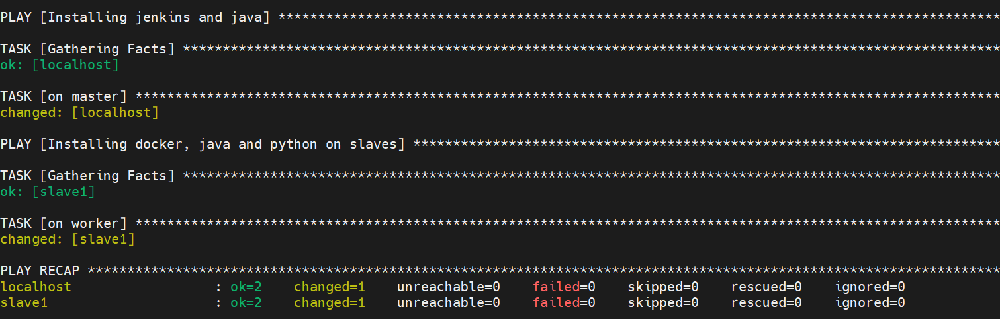 PLAY [Installing jenkins and java] *******************************************************************************************
TASK [Gathering Facts] *******************************************************************************************************
ok: [localhost]
TASK [on master] *************************************************************************************************************
changed: [localhost]
PLAY [Installing docker, java and python on slaves] **************************************************************************
TASK [Gathering Facts] *******************************************************************************************************
ok: [slave1]
TASK [on worker] *************************************************************************************************************
changed: [slave1]
PLAY RECAP *******************************************************************************************************************
localhost                  : ok=2    changed=1    unreachable=0    failed=0    skipped=0    rescued=0    ignored=0
slave1                     : ok=2    changed=1    unreachable=0    failed=0    skipped=0    rescued=0    ignored=0